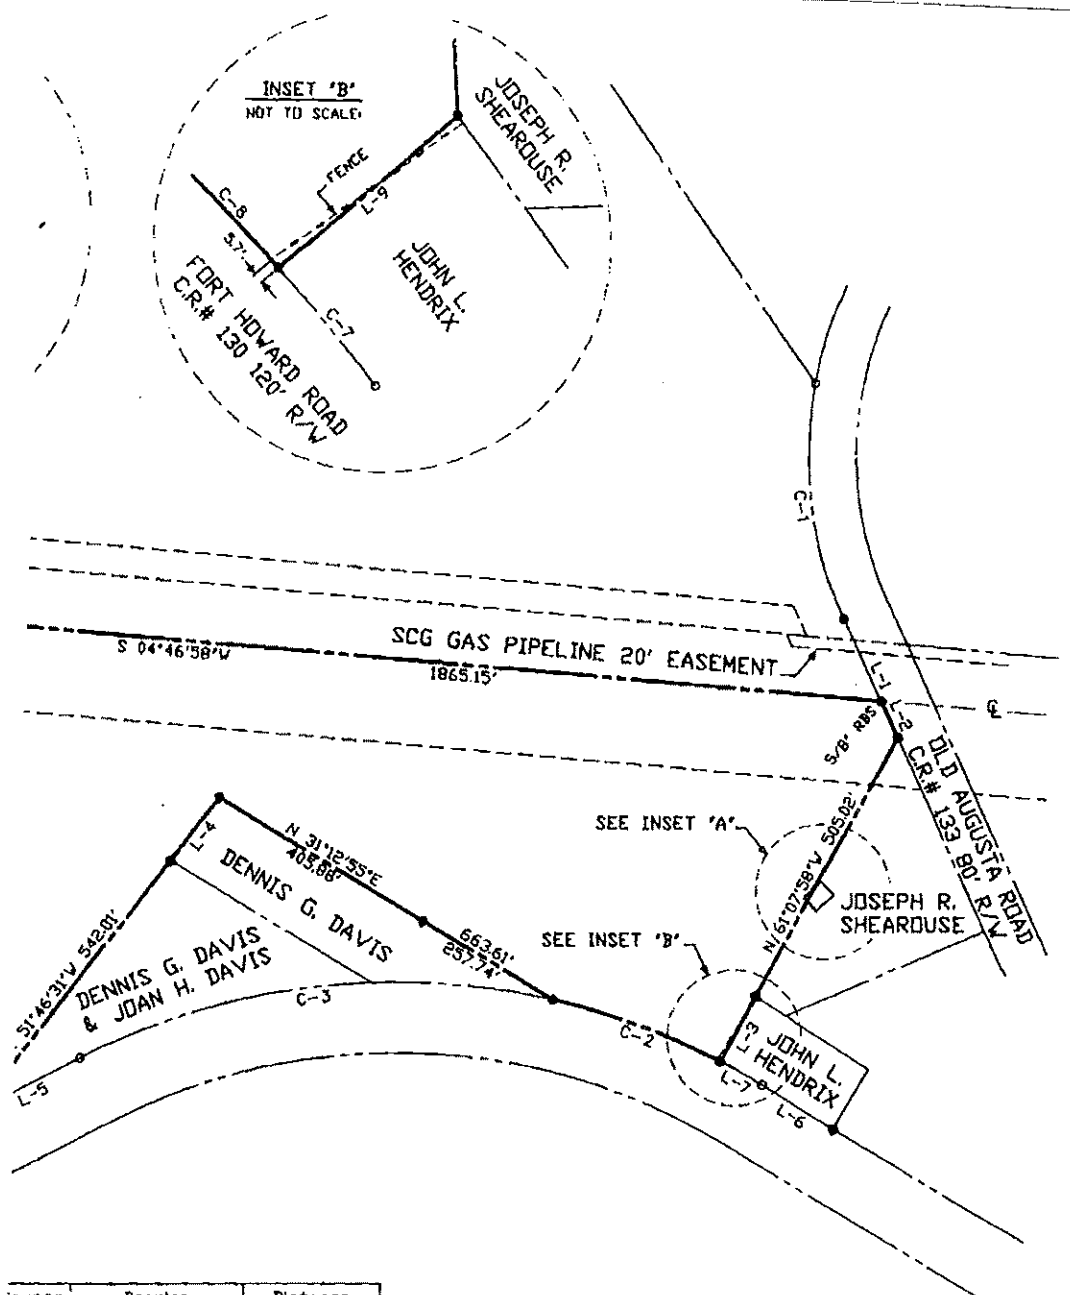 INSET "B"
NOT TO SCALE
JOSEPH R.
SHEAROUSE
FENCE
C-8
L-9
5.7'
JOHN L.
HENDRIX
FORT HOWARD ROAD
C.R.# 130 120' R/W
C-7
C-1
SCG GAS PIPELINE 20' EASEMENT
S 04°46'58"W
1865.15'
L-1
L-2
℄
5/8" RBS
OLD AUGUSTA ROAD
C.R.# 133 80' R/W
SEE INSET "A"
N 61°07'58"W 505.02'
JOSEPH R.
SHEAROUSE
L-4
N 31°12'55"E
405.88'
DENNIS G. DAVIS
663.61'
257.74'
SEE INSET "B"
51°46'31"W 542.01'
DENNIS G. DAVIS
& JOAN H. DAVIS
C-3
C-2
L-3
JOHN L.
HENDRIX
L-7
L-6
L-5
Bearing Distance